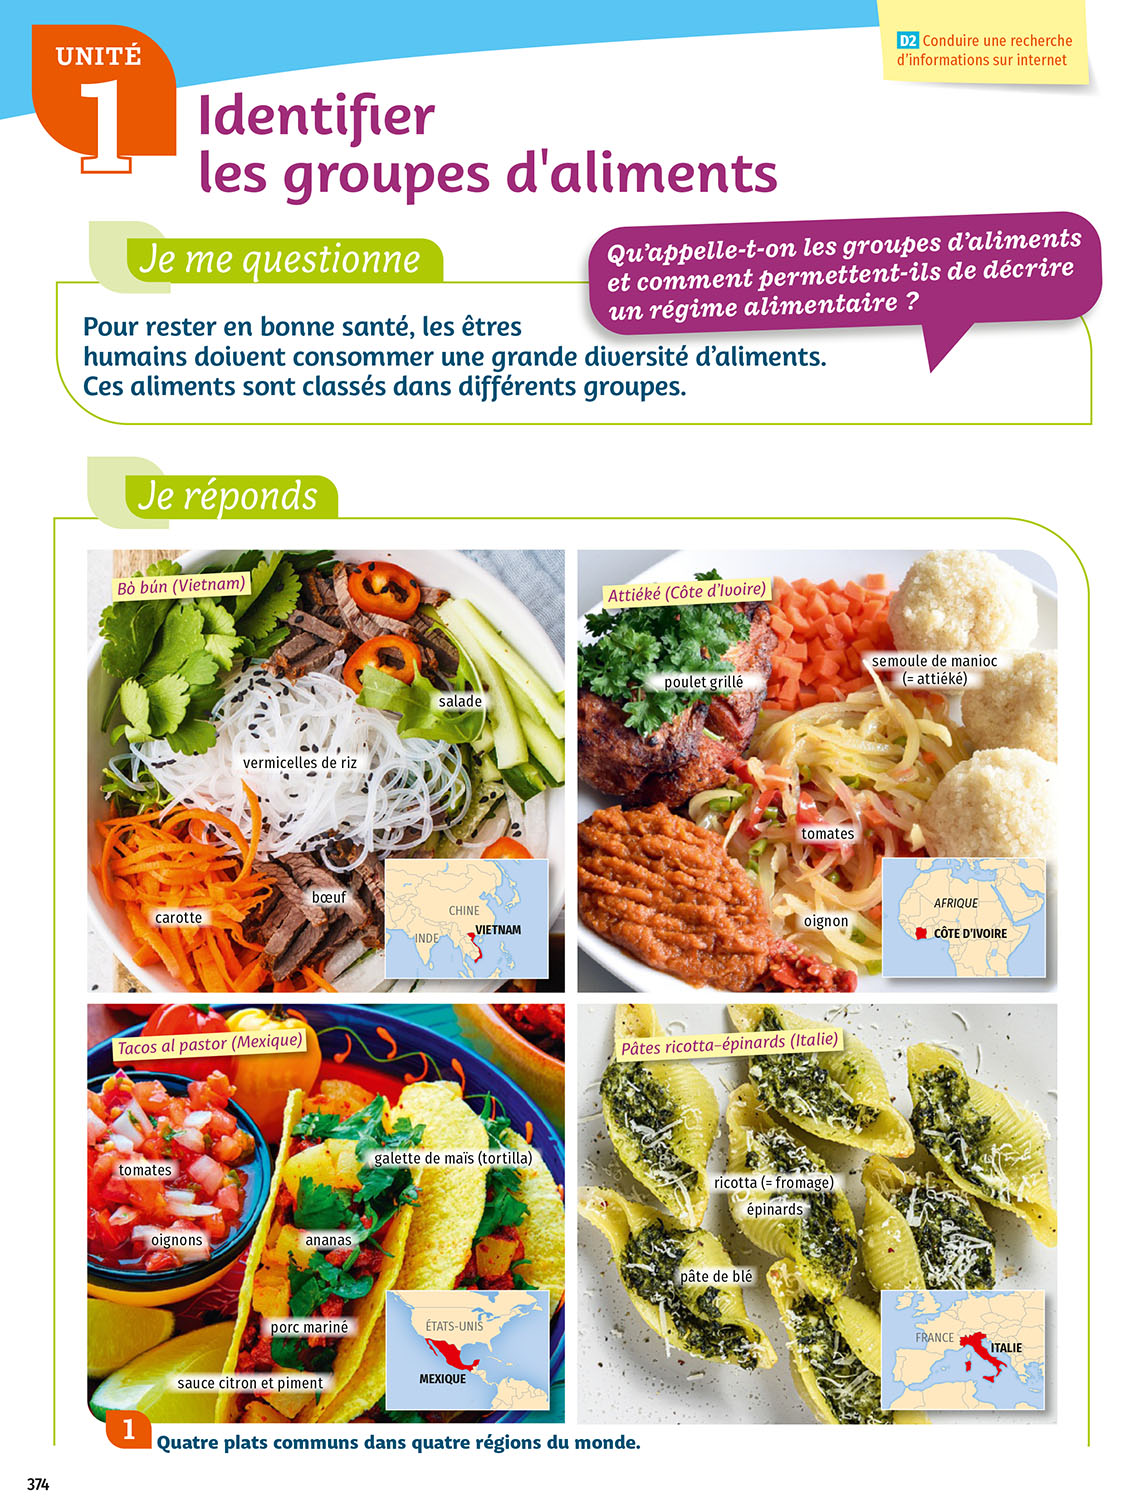 UNITÉ
1
D2 Conduire une recherche
d'informations sur internet
Identifier
les groupes d'aliments
Je me questionne
Qu'appelle-t-on les groupes d'aliments
et comment permettent-ils de décrire
un régime alimentaire ?
Pour rester en bonne santé, les êtres
humains doivent consommer une grande diversité d'aliments.
Ces aliments sont classés dans différents groupes.
Je réponds
Bò bún (Vietnam)
salade
vermicelles de riz
bœuf
carotte
CHINE
INDE
VIETNAM
Attiéké (Côte d'Ivoire)
poulet grillé
semoule de manioc
(= attiéké)
tomates
oignon
AFRIQUE
CÔTE D'IVOIRE
Tacos al pastor (Mexique)
tomates
galette de maïs (tortilla)
oignons
ananas
porc mariné
sauce citron et piment
ÉTATS-UNIS
MEXIQUE
Pâtes ricotta-épinards (Italie)
ricotta (= fromage)
épinards
pâte de blé
FRANCE
ITALIE
1 Quatre plats communs dans quatre régions du monde.
374